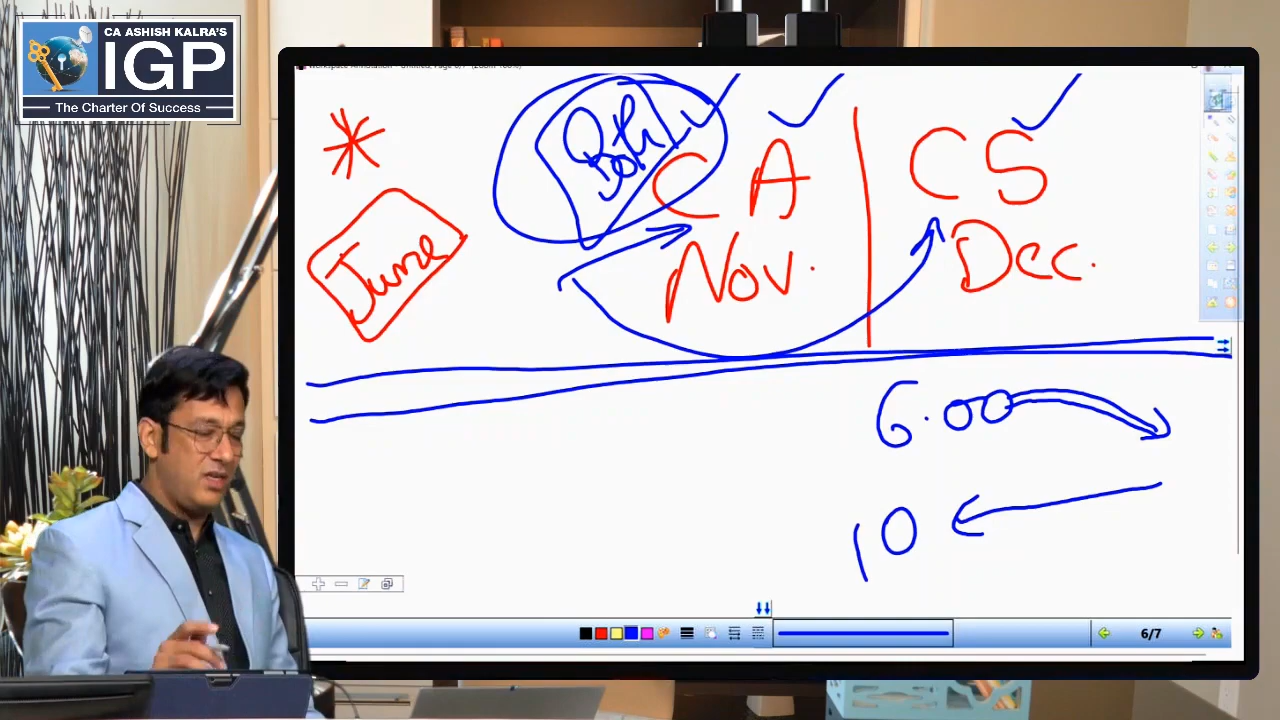 CA ASHISH KALRA'S
IGP
The Charter Of Success
Both
CA
CS
June
Nov.
Dec.
6.00
10
6/7